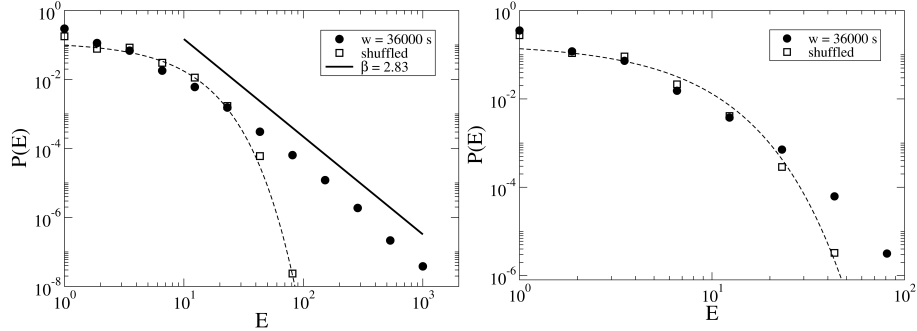 10^0
10^-2
10^-4
10^-6
10^-8
P(E)
10^0
10^1
10^2
10^3
E
w = 36000 s
shuffled
β = 2.83
10^0
10^-2
10^-4
10^-6
P(E)
10^0
10^1
10^2
E
w = 36000 s
shuffled